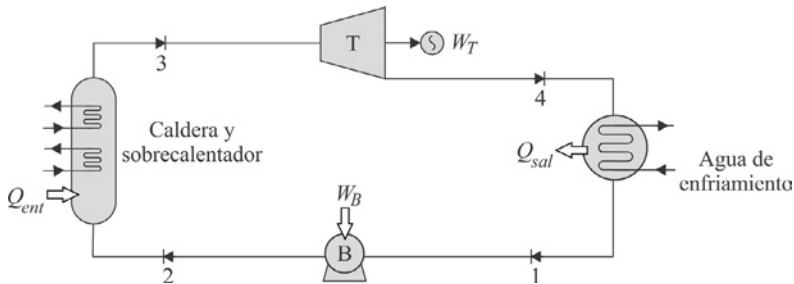 T
W_T
3
4
Caldera y
sobrecalentador
Q_sal
Agua de
enfriamiento
Q_ent
W_B
B
2
1